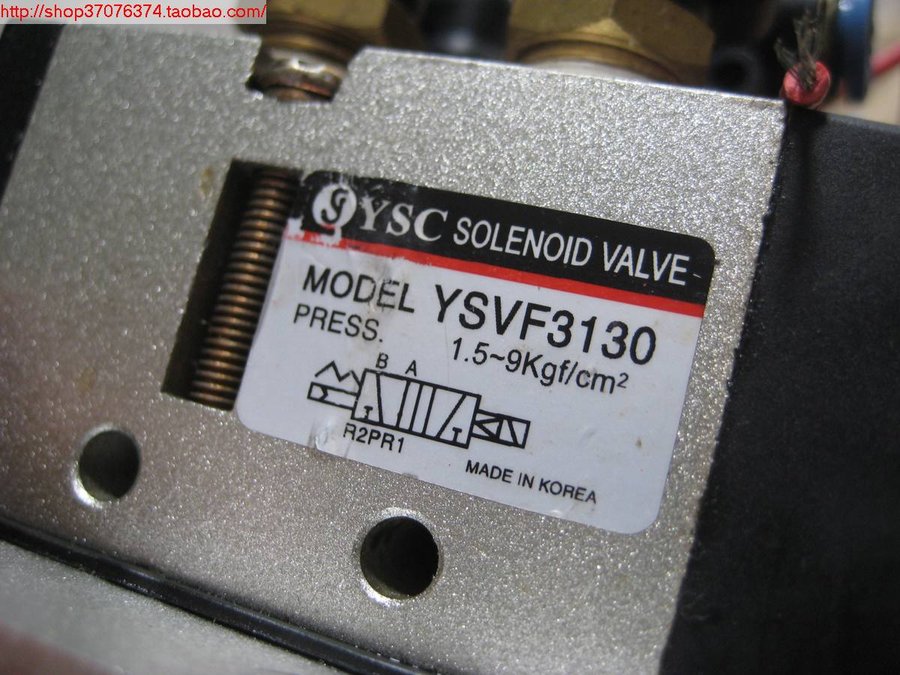 http://shop37076374.taobao.com/
YSC SOLENOID VALVE
MODEL YSVF3130
PRESS. 1.5~9Kgf/cm²
B A
R2PR1
MADE IN KOREA